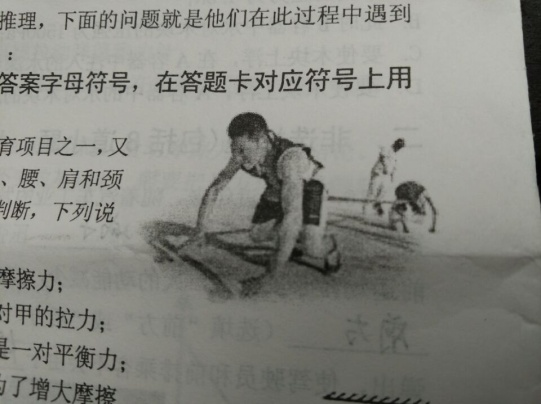 推理，下面的问题就是他们在此过程中遇到
：
答案字母符号，在答题卡对应符号上用
育项目之一，又
、腰、肩和颈
判断，下列说
摩擦力；
对甲的拉力；
是一对平衡力；
为了增大摩擦